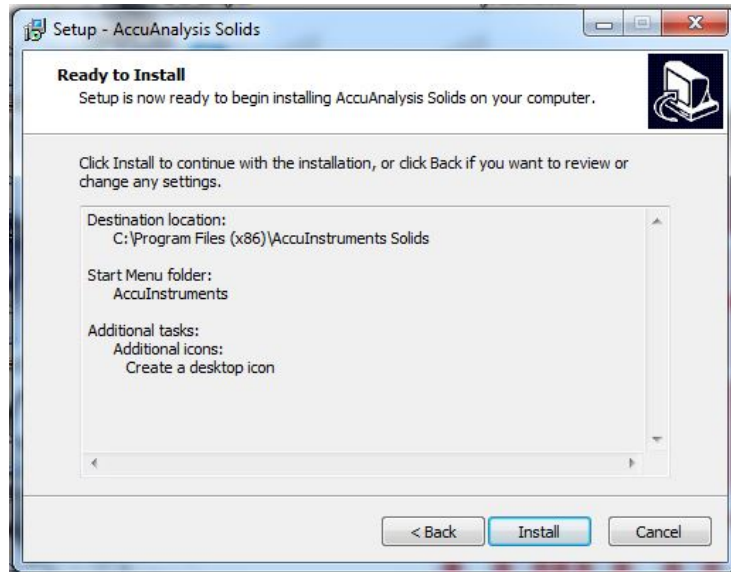 Setup - AccuAnalysis Solids
Ready to Install
Setup is now ready to begin installing AccuAnalysis Solids on your computer.
Click Install to continue with the installation, or click Back if you want to review or
change any settings.
Destination location:
C:\Program Files (x86)\AccuInstruments Solids
Start Menu folder:
AccuInstruments
Additional tasks:
Additional icons:
Create a desktop icon
< Back
Install
Cancel